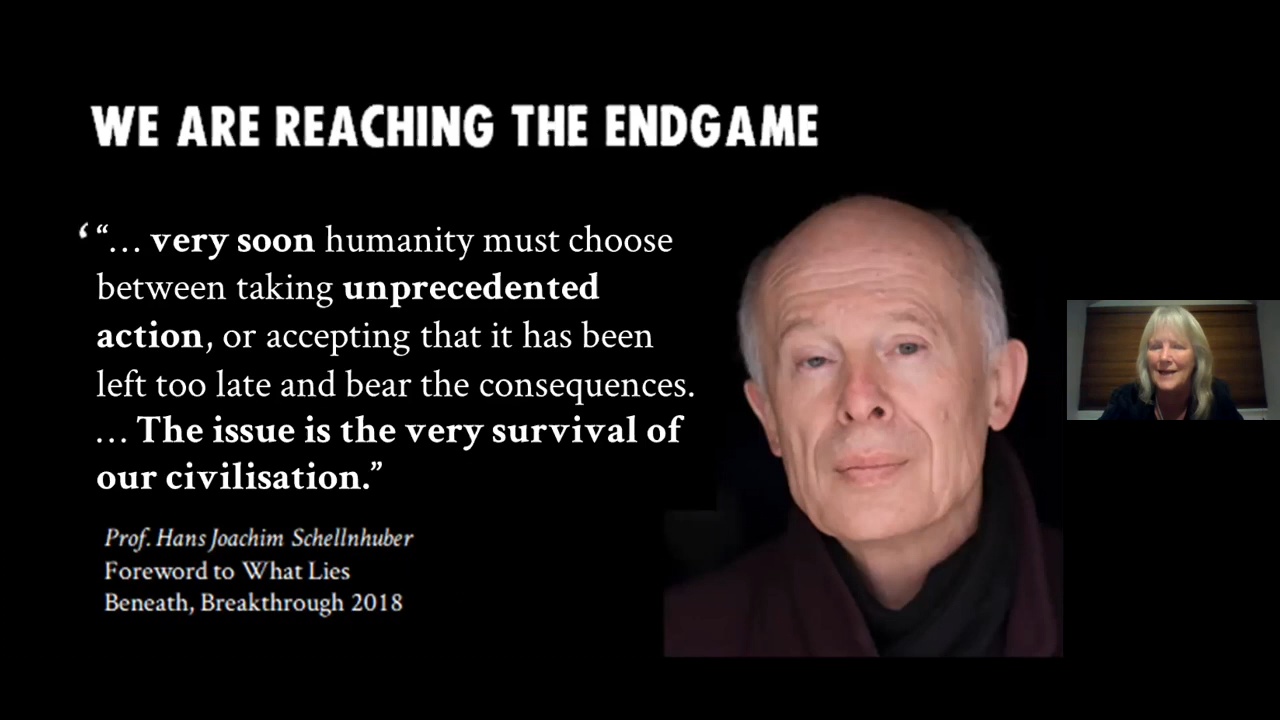 WE ARE REACHING THE ENDGAME
‘“… very soon humanity must choose
between taking unprecedented
action, or accepting that it has been
left too late and bear the consequences.
… The issue is the very survival of
our civilisation.”
Prof. Hans Joachim Schellnhuber
Foreword to What Lies
Beneath, Breakthrough 2018